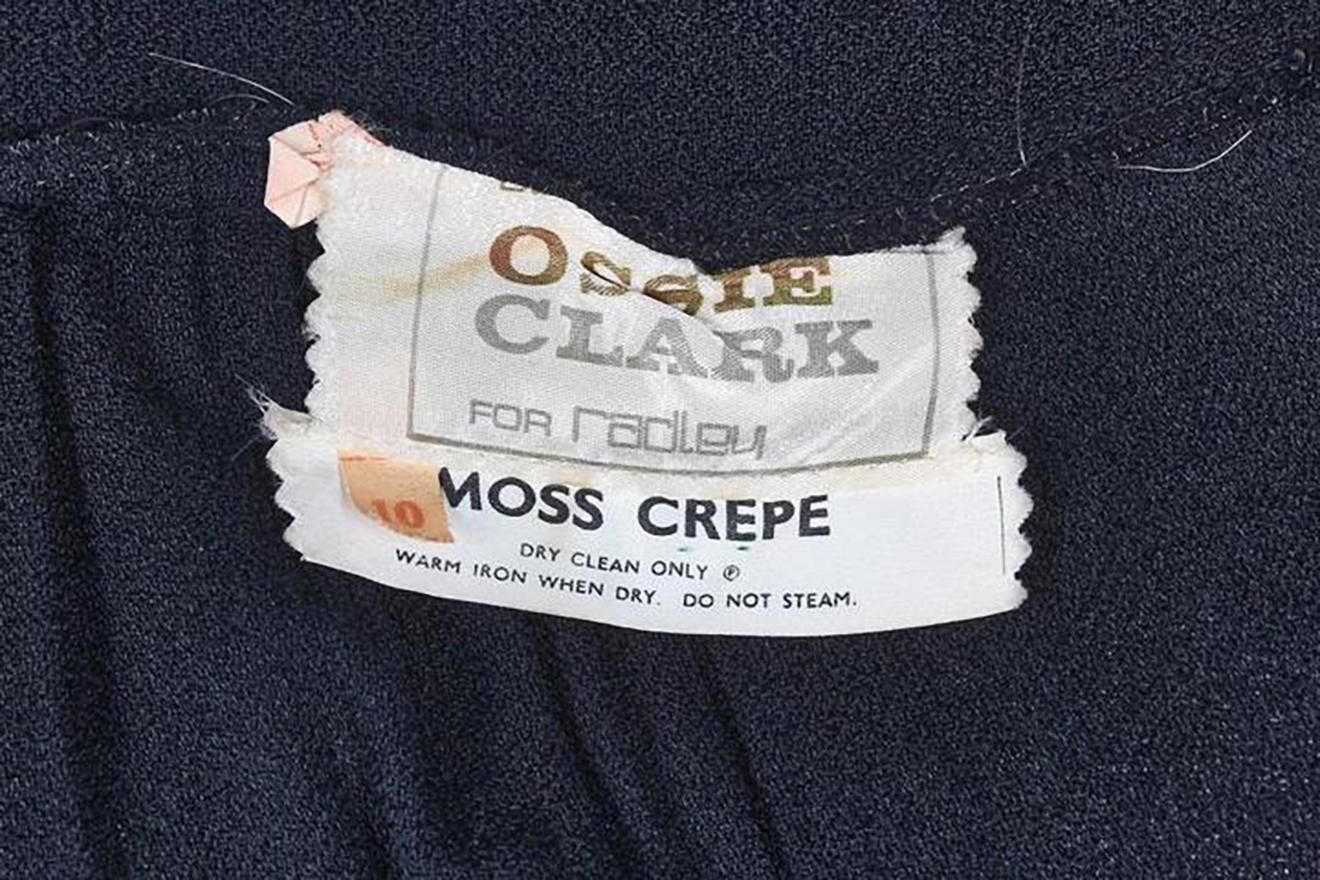 OSSIE
CLARK
FOR radley
10
MOSS CREPE
DRY CLEAN ONLY Ⓟ
WARM IRON WHEN DRY. DO NOT STEAM.